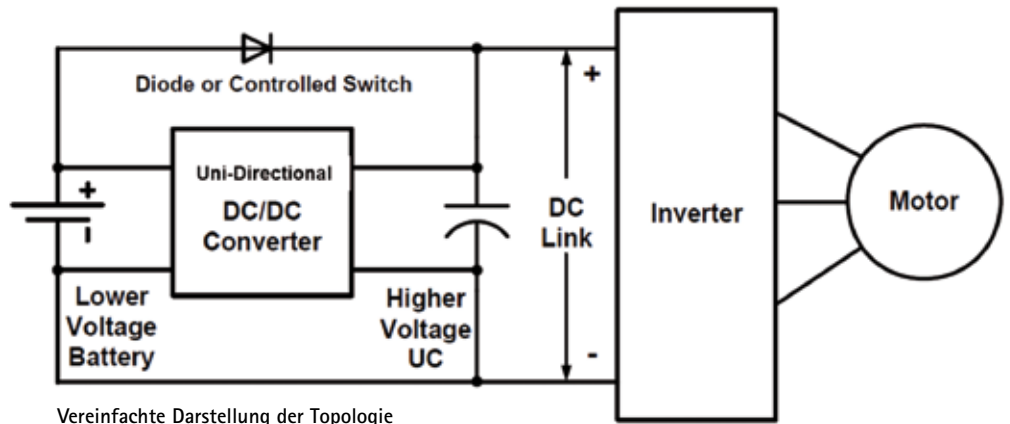 Diode or Controlled Switch
Uni-Directional
DC/DC
Converter
+
-
Lower
Voltage
Battery
Higher
Voltage
UC
+
DC
Link
-
Inverter
Motor
Vereinfachte Darstellung der Topologie